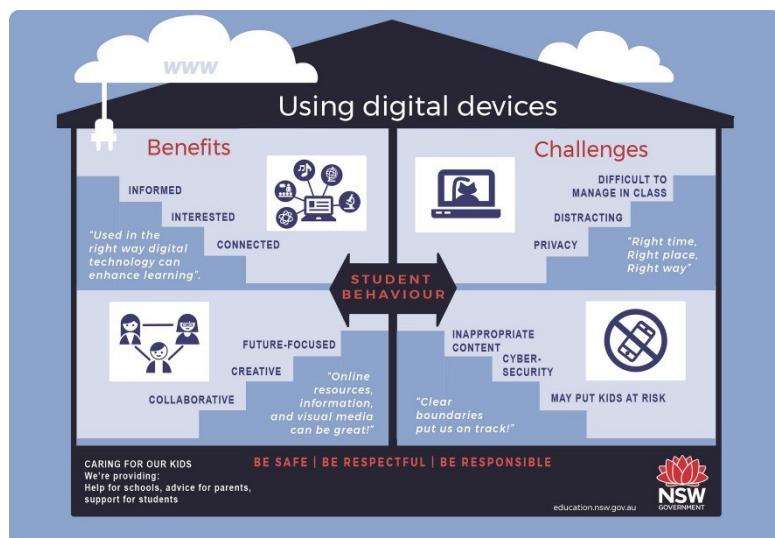 www
Using digital devices
Benefits
INFORMED
INTERESTED
CONNECTED
"Used in the
right way digital
technology can
enhance learning".
Challenges
DIFFICULT TO
MANAGE IN CLASS
DISTRACTING
PRIVACY
"Right time,
Right place,
Right way"
STUDENT
BEHAVIOUR
FUTURE-FOCUSED
CREATIVE
COLLABORATIVE
"Online
resources,
information,
and visual media
can be great!"
INAPPROPRIATE
CONTENT
CYBER-
SECURITY
MAY PUT KIDS AT RISK
"Clear
boundaries
put us on track!"
CARING FOR OUR KIDS
We're providing:
Help for schools, advice for parents,
support for students
BE SAFE | BE RESPECTFUL | BE RESPONSIBLE
education.nsw.gov.au
NSW
GOVERNMENT